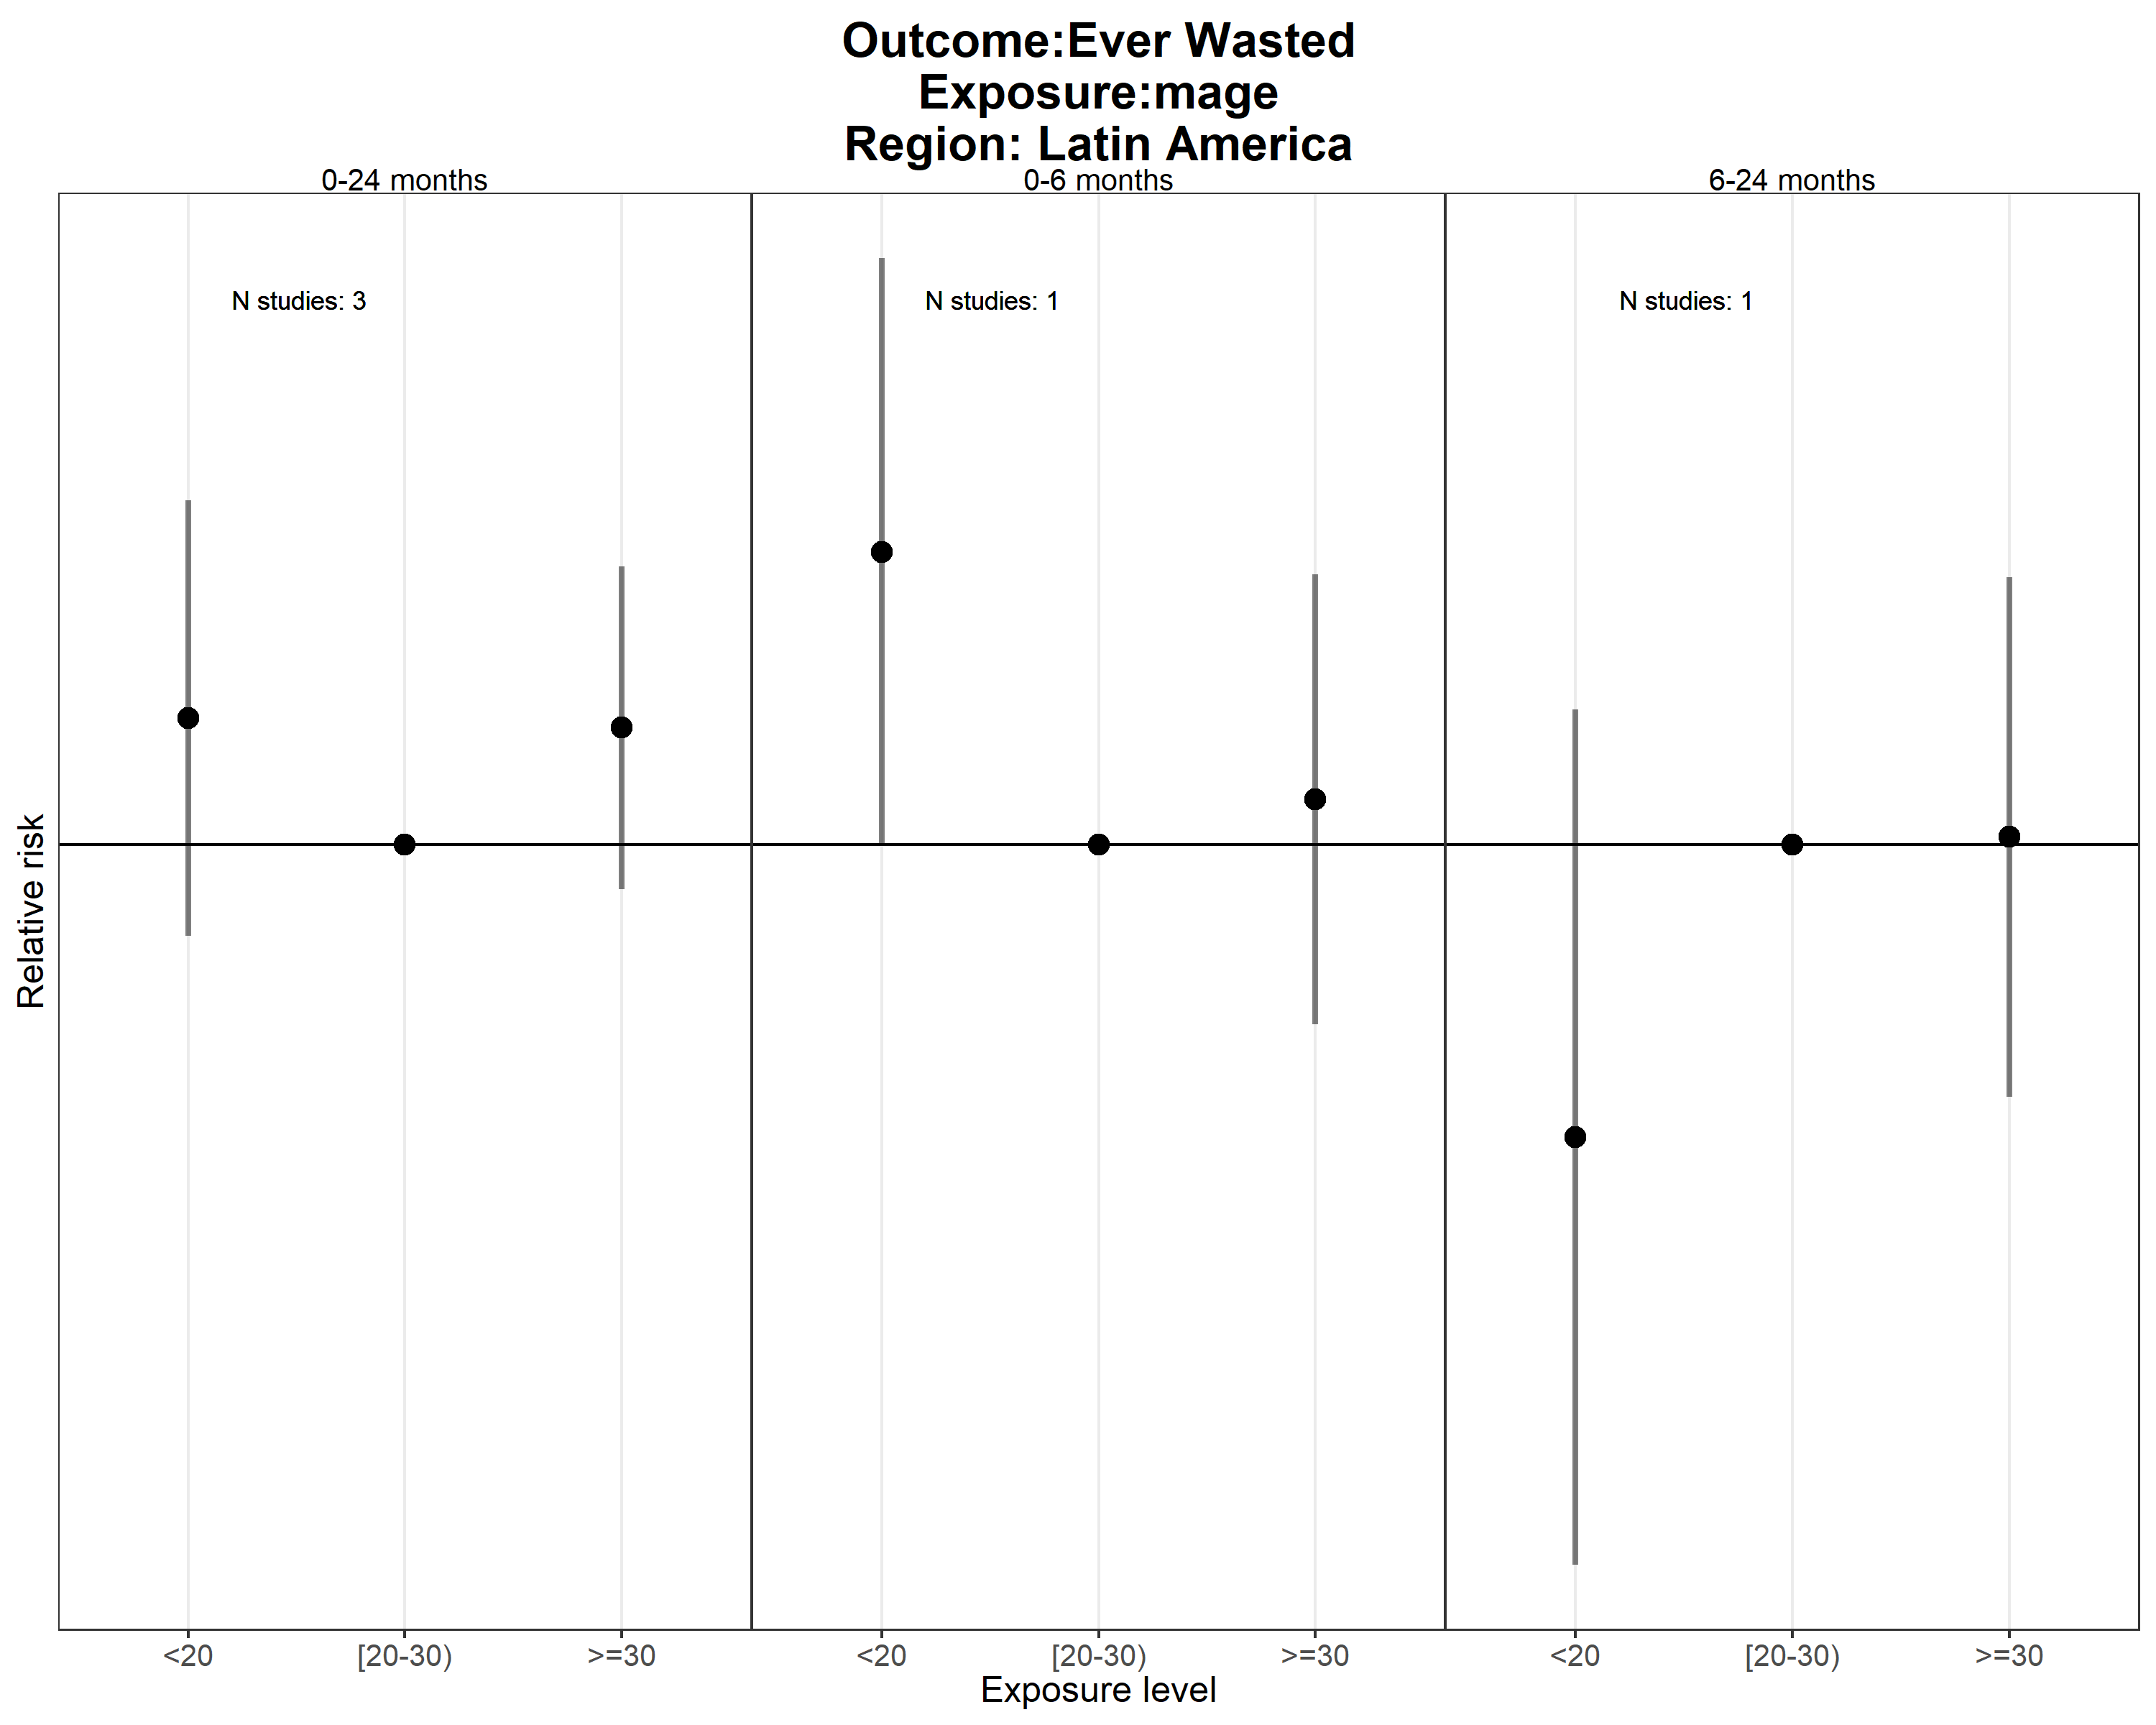 Outcome:Ever Wasted
Exposure:mage
Region: Latin America
0-24 months
0-6 months
6-24 months
N studies: 3
N studies: 1
N studies: 1
Relative risk
<20
[20-30)
>=30
<20
[20-30)
>=30
<20
[20-30)
>=30
Exposure level